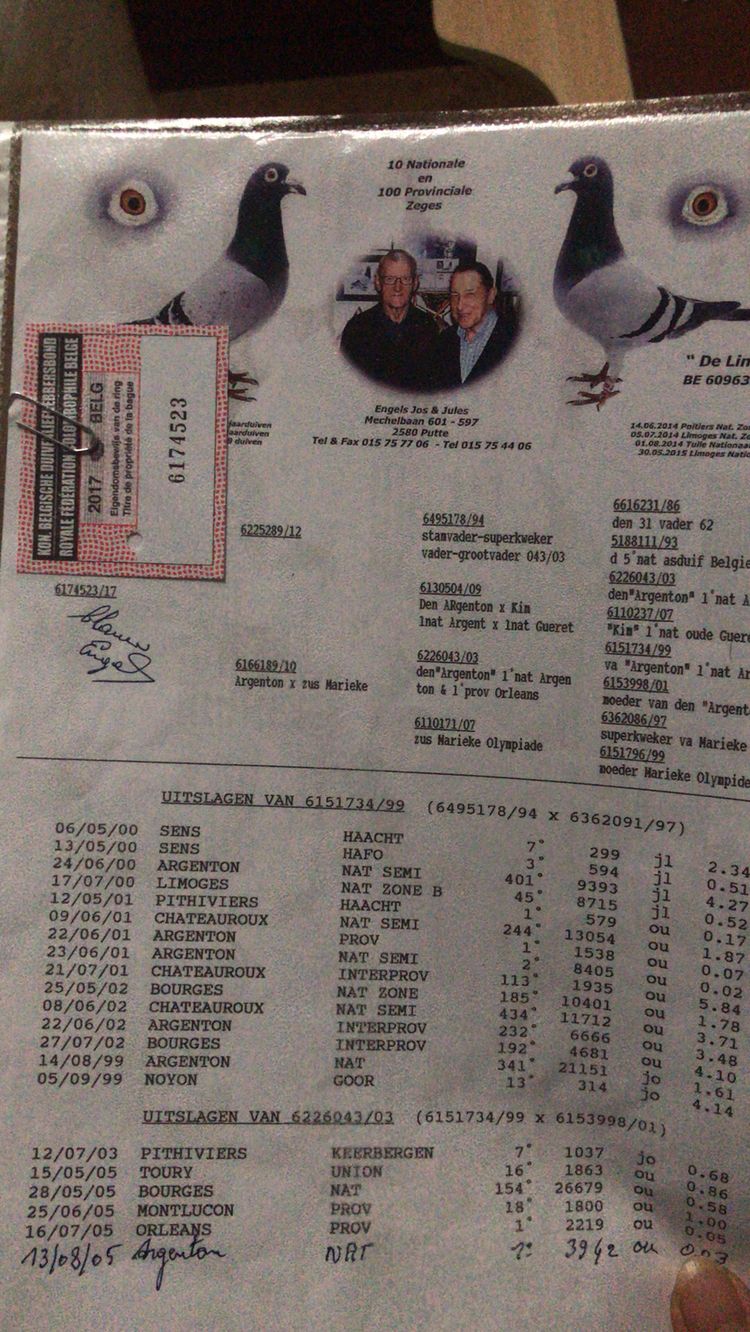 10 Nationale
en
100 Provinciale
Zeges
Engels Jos & Jules
Mechelbaan 601 - 597
2580 Putte
Tel & Fax 015 75 77 06 - Tel 015 75 44 06
" De Lim
BE 60963
14.06.2014 Poitiers Nat. Zo
05.07.2014 Limoges Nat. Zo
01.08.2014 Tulle Nationaa
30.05.2015 Limoges Natio
KON. BELGISCHE DUIVENLIEFHEBBERSBOND
ROYALE FEDERATION COLOMBOPHILE BELGE
2017 BELG
Eigendomsbewijs van de ring
Titre de propriété de la bague
6174523
aarduiven
aarduiven
duiven
6174523/17
6225289/12
6166189/10
Argenton x zus Marieke
6495178/94
stamvader-superkweker
vader-grootvader 043/03
6130504/09
Den ARgenton x Kim
1nat Argent x 1nat Gueret
6226043/03
den"Argenton" 1°nat Argen
ton & 1°prov Orleans
6110171/07
zus Marieke Olympiade
6616231/86
den 31 vader 62
5188111/93
d 5°nat asduif Belgie
6226043/03
den"Argenton" 1°nat A
6110237/07
"Kim" 1°nat oude Guere
6151734/99
va "Argenton" 1°nat Ar
6153998/01
moeder van den "Argent
6362086/97
superkweker va Marieke
6151796/99
moeder Marieke Olympide
UITSLAGEN VAN 6151734/99 (6495178/94 x 6362091/97)
06/05/00 SENS HAACHT 7° 299 jl 2.34
13/05/00 SENS HAFO 3° 594 jl 0.51
24/06/00 ARGENTON NAT SEMI 401° 9393 jl 4.27
17/07/00 LIMOGES NAT ZONE B 45° 8715 jl 0.52
12/05/01 PITHIVIERS HAACHT 1° 579 ou 0.17
09/06/01 CHATEAUROUX NAT SEMI 244° 13054 ou 1.87
22/06/01 ARGENTON PROV 1° 1538 ou 0.07
23/06/01 ARGENTON NAT SEMI 2° 8405 ou 0.02
21/07/01 CHATEAUROUX INTERPROV 113° 1935 ou 5.84
25/05/02 BOURGES NAT ZONE 185° 10401 ou 1.78
08/06/02 CHATEAUROUX NAT SEMI 434° 11712 ou 3.71
22/06/02 ARGENTON INTERPROV 232° 6666 ou 3.48
27/07/02 BOURGES INTERPROV 192° 4681 ou 4.10
14/08/99 ARGENTON NAT 341° 21151 jo 1.61
05/09/99 NOYON GOOR 13° 314 jo 4.14
UITSLAGEN VAN 6226043/03 (6151734/99 x 6153998/01)
12/07/03 PITHIVIERS KEERBERGEN 7° 1037 jo 0.68
15/05/05 TOURY UNION 16° 1863 ou 0.86
28/05/05 BOURGES NAT 154° 26679 ou 0.58
25/06/05 MONTLUCON PROV 18° 1800 ou 1.00
16/07/05 ORLEANS PROV 1° 2219 ou 0.05
13/08/05 Argenton NAT 1° 3942 ou 0.03